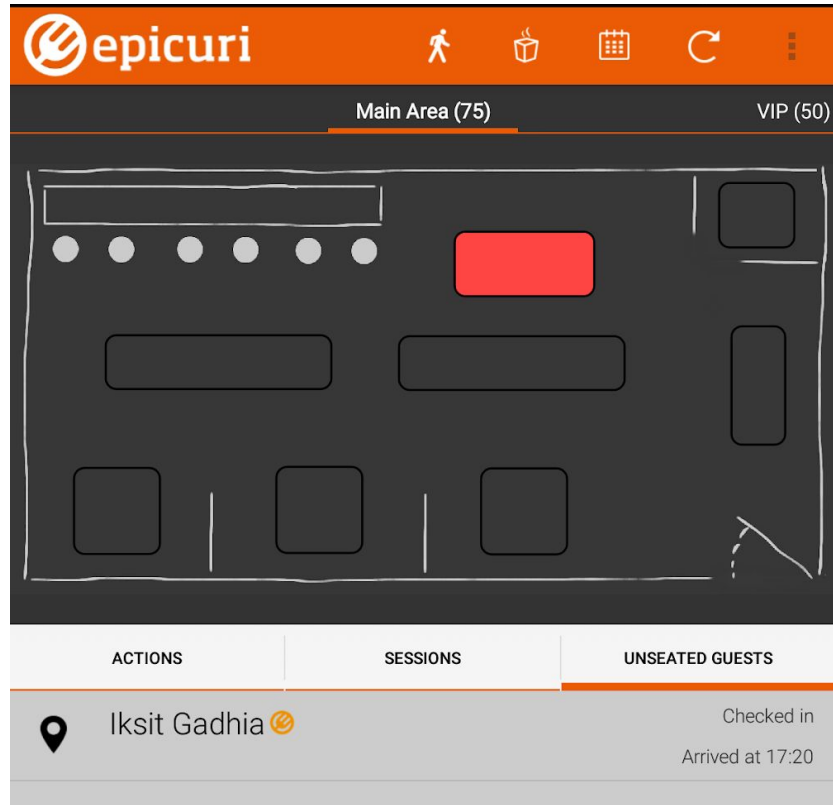 epicuri
Main Area (75)
VIP (50)
ACTIONS
SESSIONS
UNSEATED GUESTS
Iksit Gadhia
Checked in
Arrived at 17:20